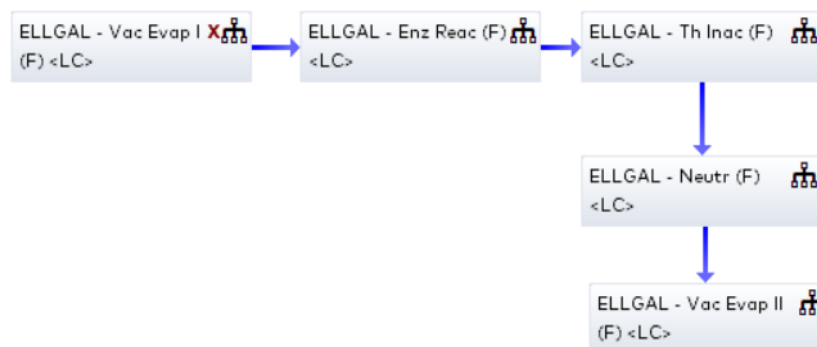 ELLGAL - Vac Evap I X
(F) <LC>
ELLGAL - Enz Reac (F)
<LC>
ELLGAL - Th Inac (F)
<LC>
ELLGAL - Neutr (F)
<LC>
ELLGAL - Vac Evap II
(F) <LC>